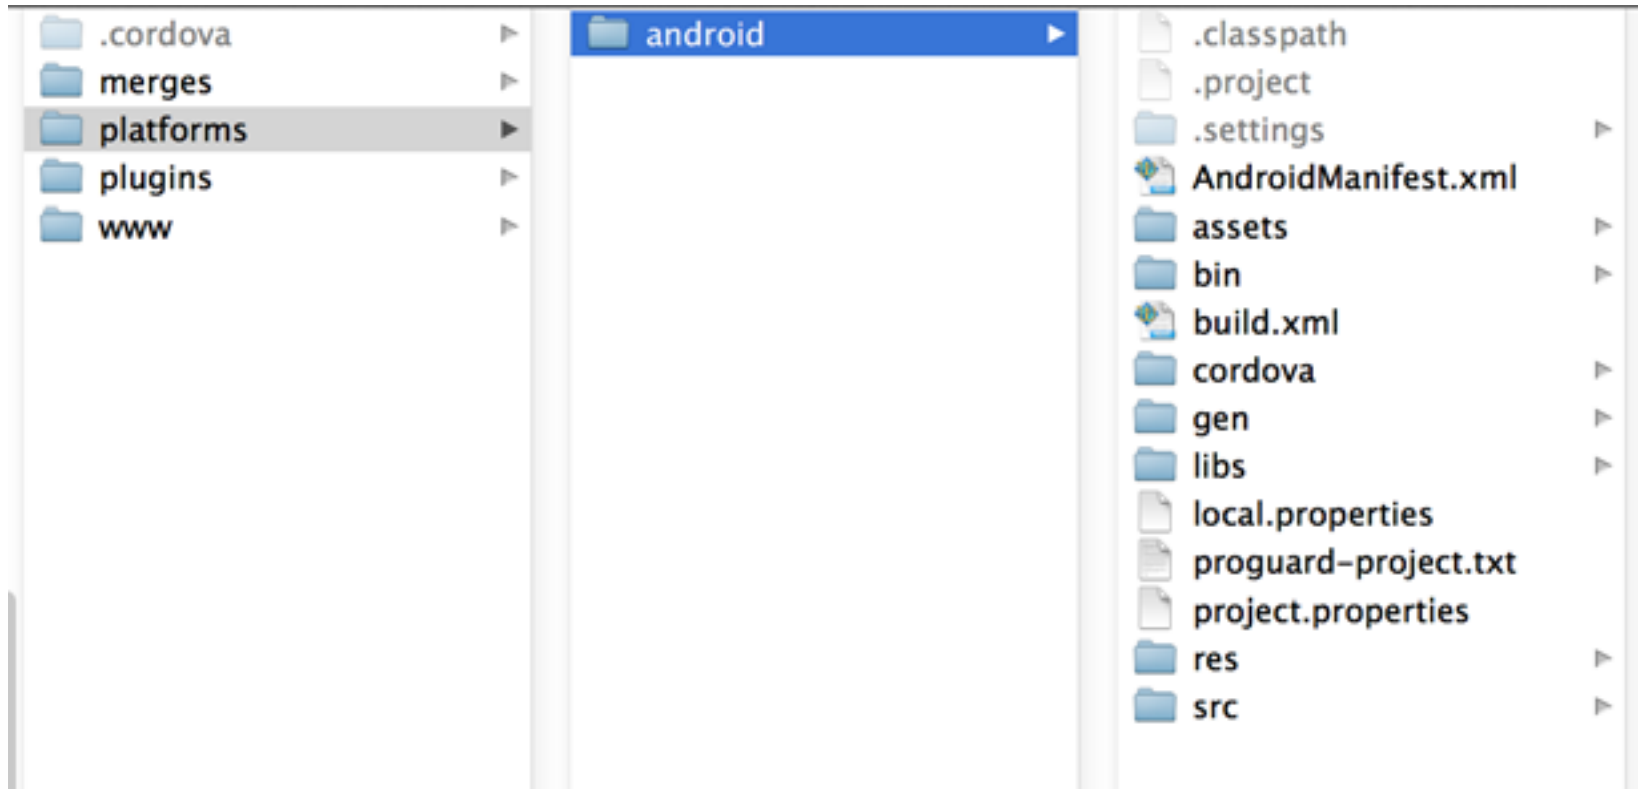 .cordova
merges
platforms
plugins
www
android
.classpath
.project
.settings
AndroidManifest.xml
assets
bin
build.xml
cordova
gen
libs
local.properties
proguard-project.txt
project.properties
res
src